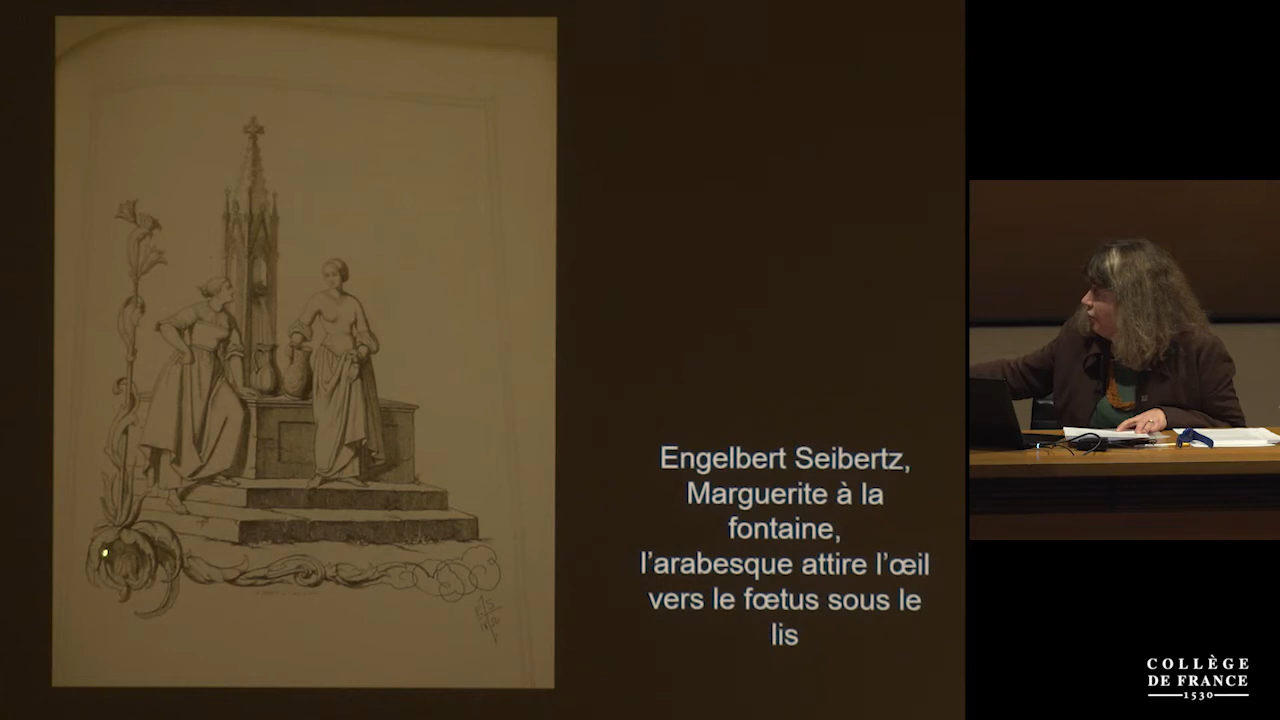 Engelbert Seibertz,
Marguerite à la
fontaine,
l’arabesque attire l’œil
vers le fœtus sous le
lis
COLLÈGE
DE FRANCE
1530